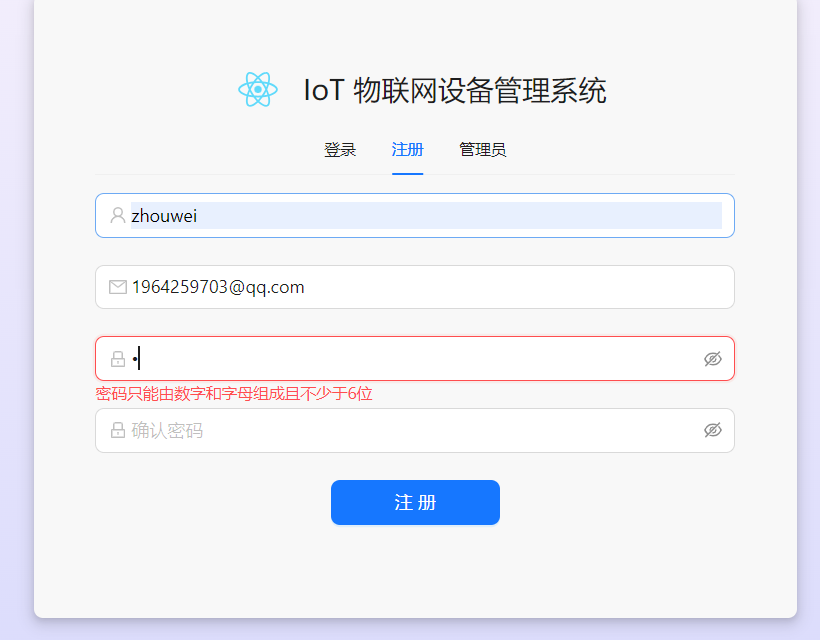 IoT 物联网设备管理系统
登录 注册 管理员
zhouwei
1964259703@qq.com
•
密码只能由数字和字母组成且不少于6位
确认密码
注 册